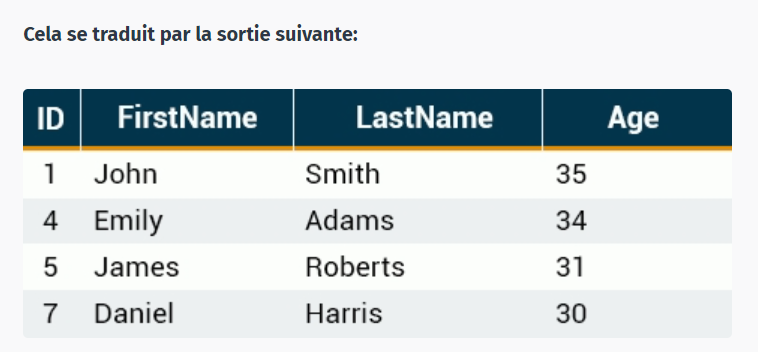 Cela se traduit par la sortie suivante:
ID FirstName LastName Age
1 John Smith 35
4 Emily Adams 34
5 James Roberts 31
7 Daniel Harris 30